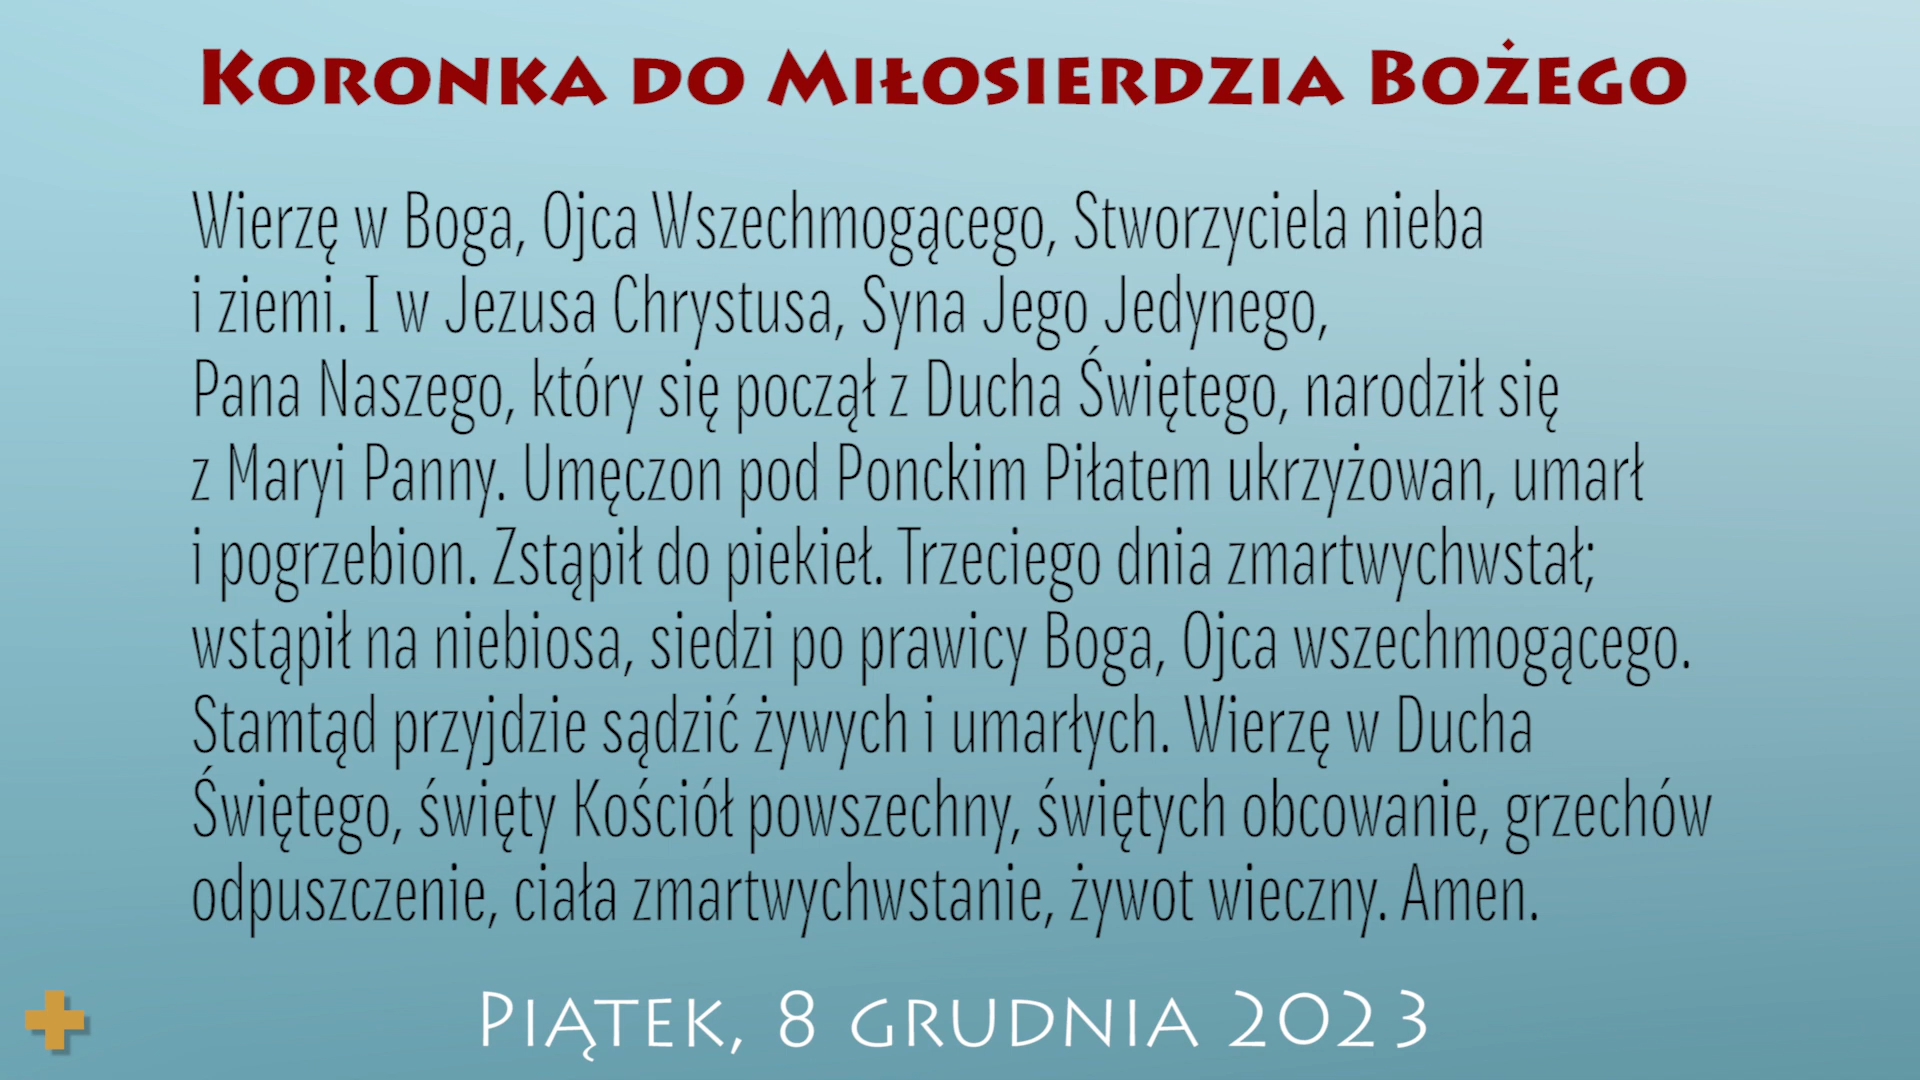 Koronka do Miłosierdzia Bożego
Wierzę w Boga, Ojca Wszechmogącego, Stworzyciela nieba
i ziemi. I w Jezusa Chrystusa, Syna Jego Jedynego,
Pana Naszego, który się począł z Ducha Świętego, narodził się
z Maryi Panny. Umęczon pod Ponckim Piłatem ukrzyżowan, umarł
i pogrzebion. Zstąpił do piekieł. Trzeciego dnia zmartwychwstał;
wstąpił na niebiosa, siedzi po prawicy Boga, Ojca wszechmogącego.
Stamtąd przyjdzie sądzić żywych i umarłych. Wierzę w Ducha
Świętego, święty Kościół powszechny, świętych obcowanie, grzechów
odpuszczenie, ciała zmartwychwstanie, żywot wieczny. Amen.
Piątek, 8 grudnia 2023